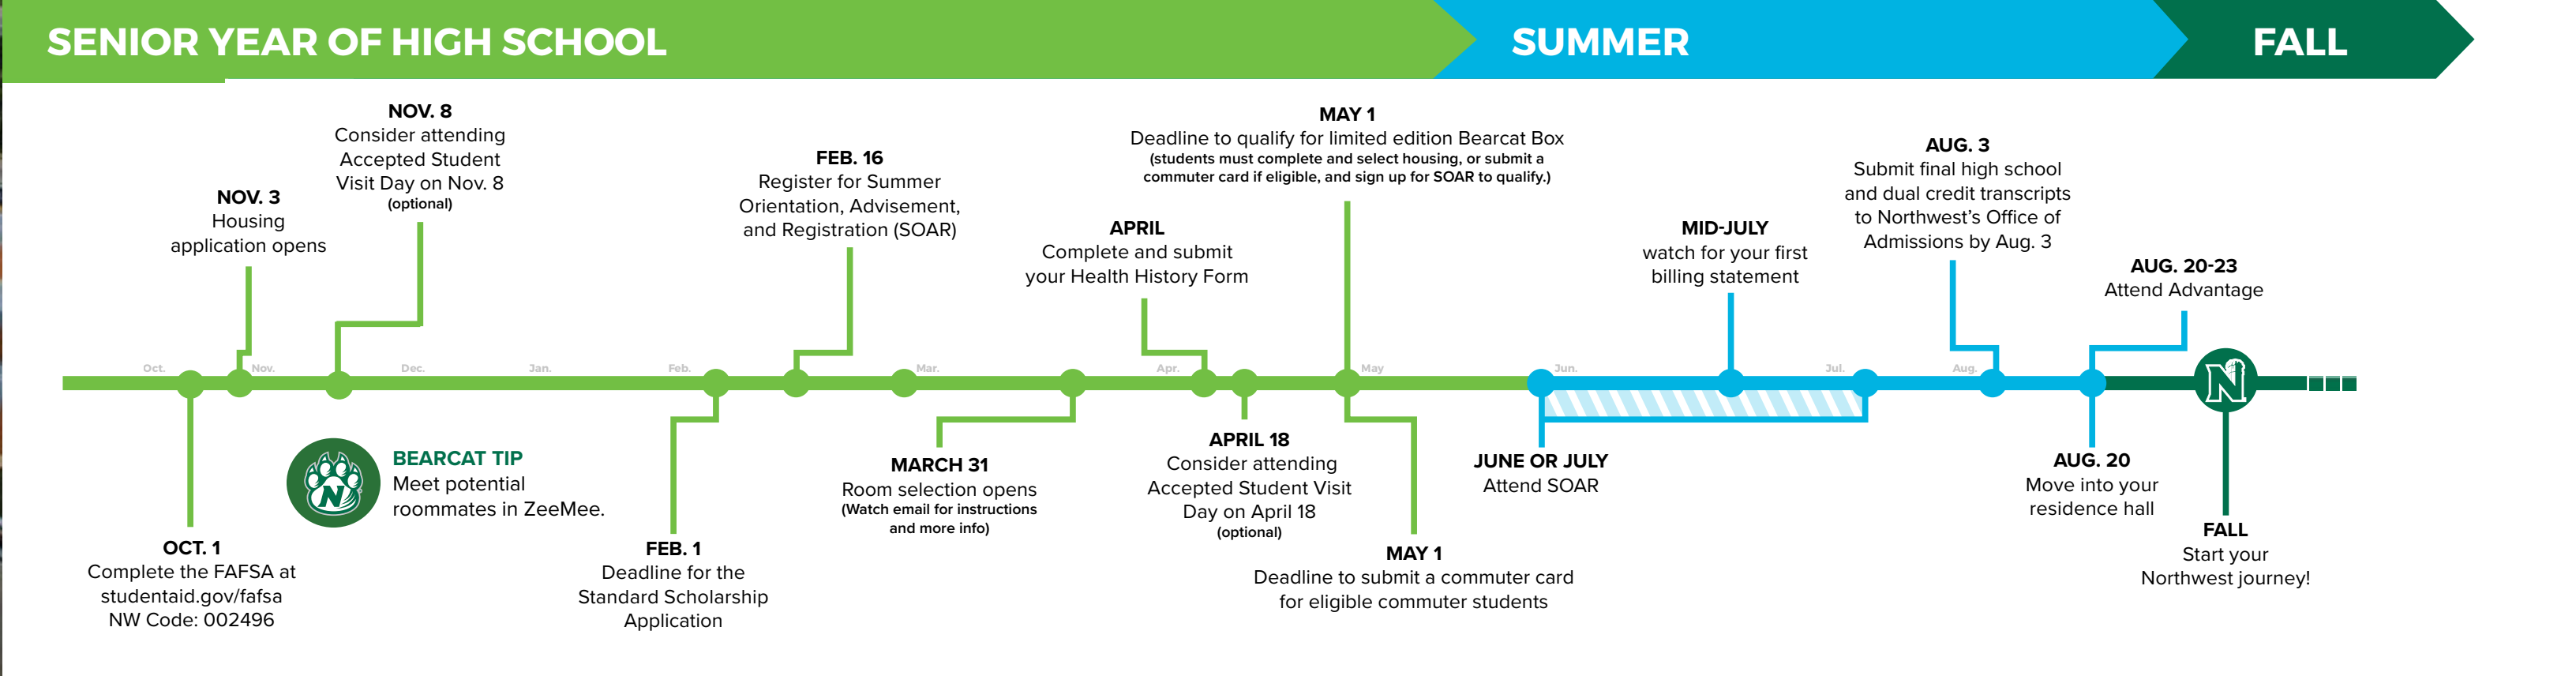 SENIOR YEAR OF HIGH SCHOOL
SUMMER
FALL
NOV. 3
Housing
application opens
NOV. 8
Consider attending
Accepted Student
Visit Day on Nov. 8
(optional)
FEB. 16
Register for Summer
Orientation, Advisement,
and Registration (SOAR)
APRIL
Complete and submit
your Health History Form
MAY 1
Deadline to qualify for limited edition Bearcat Box
(students must complete and select housing, or submit a
commuter card if eligible, and sign up for SOAR to qualify.)
MID-JULY
watch for your first
billing statement
AUG. 3
Submit final high school
and dual credit transcripts
to Northwest's Office of
Admissions by Aug. 3
AUG. 20-23
Attend Advantage
Oct.
Nov.
Dec.
Jan.
Feb.
Mar.
Apr.
May
Jun.
Jul.
Aug.
N
OCT. 1
Complete the FAFSA at
studentaid.gov/fafsa
NW Code: 002496
N
BEARCAT TIP
Meet potential
roommates in ZeeMee.
FEB. 1
Deadline for the
Standard Scholarship
Application
MARCH 31
Room selection opens
(Watch email for instructions
and more info)
APRIL 18
Consider attending
Accepted Student Visit
Day on April 18
(optional)
MAY 1
Deadline to submit a commuter card
for eligible commuter students
JUNE OR JULY
Attend SOAR
AUG. 20
Move into your
residence hall
FALL
Start your
Northwest journey!